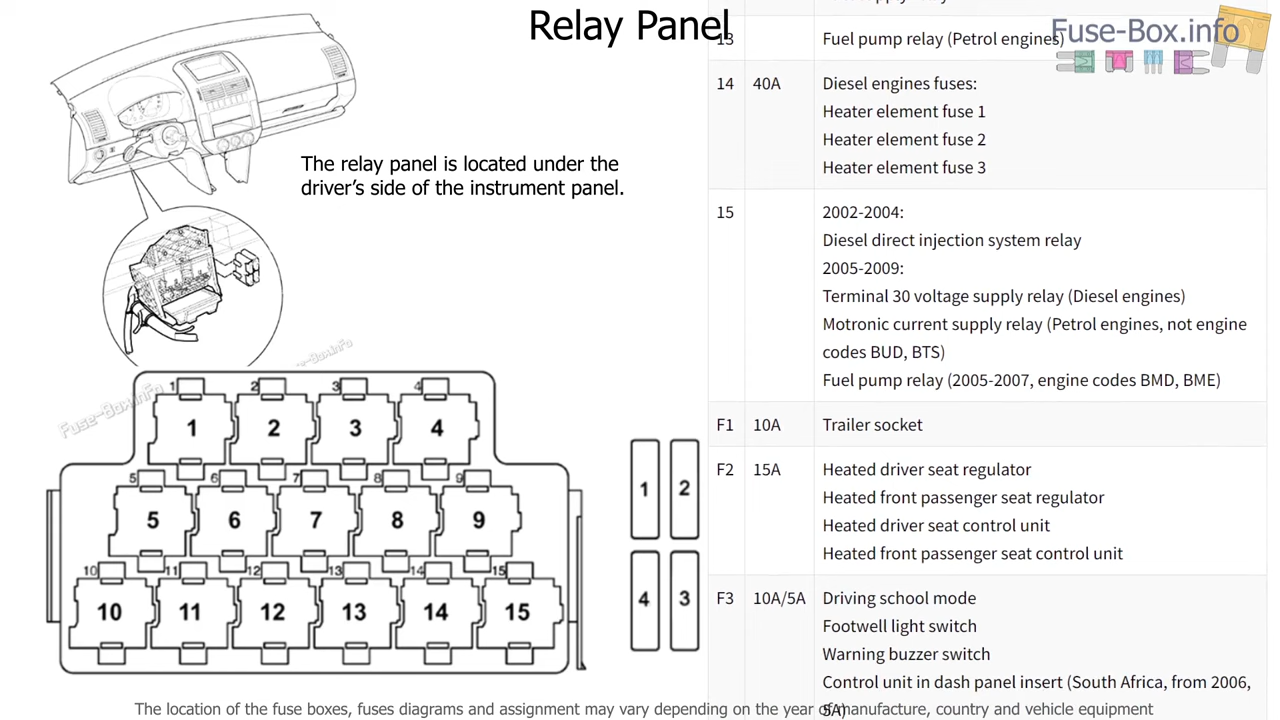 Relay Panel
Fuse-Box.info
The relay panel is located under the
driver's side of the instrument panel.
Fuse-Box.info
1 2 3 4
1 2 3 4
5 6 7 8 9
5 6 7 8 9
10 11 12 13 14 15
10 11 12 13 14 15
1 2
4 3
13 Fuel pump relay (Petrol engines)
14 40A Diesel engines fuses:
Heater element fuse 1
Heater element fuse 2
Heater element fuse 3
15 2002-2004:
Diesel direct injection system relay
2005-2009:
Terminal 30 voltage supply relay (Diesel engines)
Motronic current supply relay (Petrol engines, not engine
codes BUD, BTS)
Fuel pump relay (2005-2007, engine codes BMD, BME)
F1 10A Trailer socket
F2 15A Heated driver seat regulator
Heated front passenger seat regulator
Heated driver seat control unit
Heated front passenger seat control unit
F3 10A/5A Driving school mode
Footwell light switch
Warning buzzer switch
Control unit in dash panel insert (South Africa, from 2006,
5A)
The location of the fuse boxes, fuses diagrams and assignment may vary depending on the year of manufacture, country and vehicle equipment